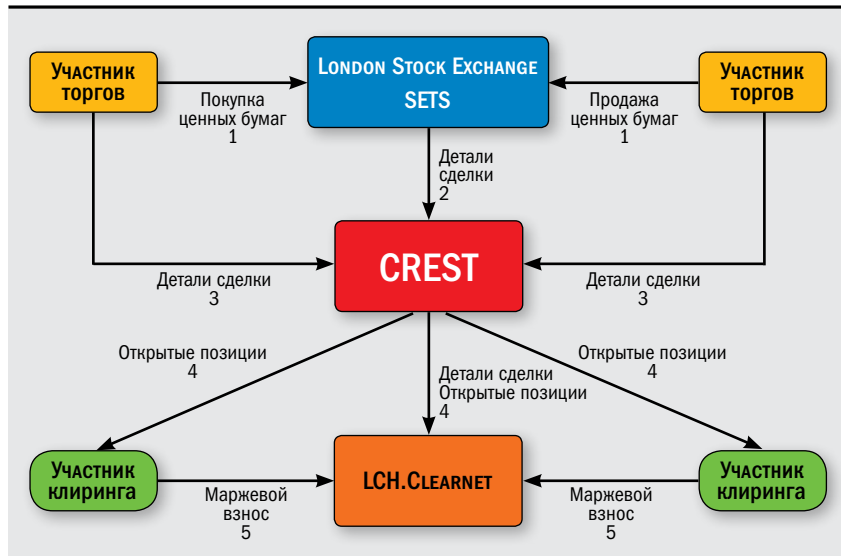 Участник
торгов
London Stock Exchange
SETS
Участник
торгов
Покупка
ценных бумаг
1
Продажа
ценных бумаг
1
Детали
сделки
2
CREST
Детали сделки
3
Детали сделки
3
Открытые позиции
4
Детали сделки
Открытые позиции
4
Открытые позиции
4
Участник
клиринга
Маржевой
взнос
5
LCH.Clearnet
Маржевой
взнос
5
Участник
клиринга